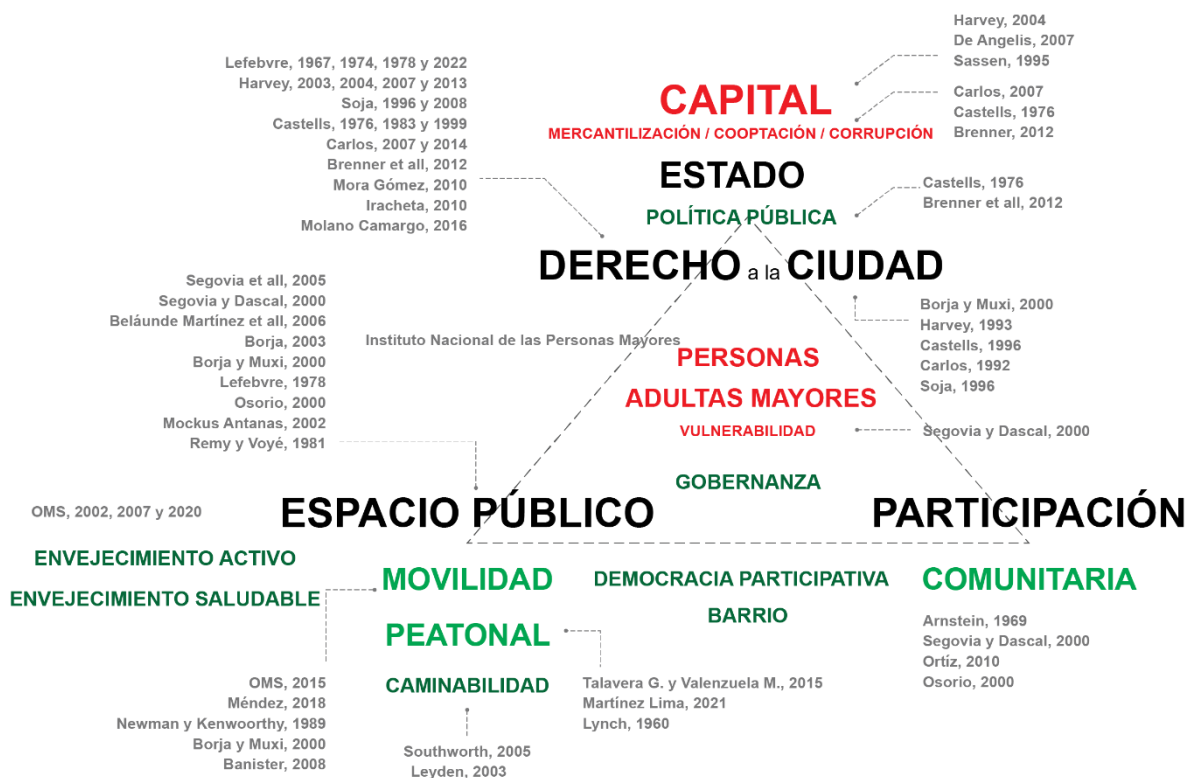 Harvey, 2004
De Angelis, 2007
Sassen, 1995
Lefebvre, 1967, 1974, 1978 y 2022
Harvey, 2003, 2004, 2007 y 2013
Soja, 1996 y 2008
Castells, 1976, 1983 y 1999
Carlos, 2007 y 2014
Brenner et all, 2012
Mora Gómez, 2010
Iracheta, 2010
Molano Camargo, 2016
CAPITAL
MERCANTILIZACIÓN / COOPTACIÓN / CORRUPCIÓN
Carlos, 2007
Castells, 1976
Brenner, 2012
ESTADO
POLÍTICA PÚBLICA
Castells, 1976
Brenner et all, 2012
DERECHO a la CIUDAD
Segovia et all, 2005
Segovia y Dascal, 2000
Beláunde Martínez et all, 2006
Borja, 2003
Borja y Muxi, 2000
Lefebvre, 1978
Osorio, 2000
Mockus Antanas, 2002
Remy y Voyé, 1981
Instituto Nacional de las Personas Mayores
Borja y Muxi, 2000
Harvey, 1993
Castells, 1996
Carlos, 1992
Soja, 1996
PERSONAS
ADULTAS MAYORES
VULNERABILIDAD
Segovia y Dascal, 2000
GOBERNANZA
ESPACIO PÚBLICO
PARTICIPACIÓN
OMS, 2002, 2007 y 2020
ENVEJECIMIENTO ACTIVO
ENVEJECIMIENTO SALUDABLE
MOVILIDAD
PEATONAL
CAMINABILIDAD
DEMOCRACIA PARTICIPATIVA
BARRIO
COMUNITARIA
Arnstein, 1969
Segovia y Dascal, 2000
Ortíz, 2010
Osorio, 2000
OMS, 2015
Méndez, 2018
Newman y Kenwoorthy, 1989
Borja y Muxi, 2000
Banister, 2008
Talavera G. y Valenzuela M., 2015
Martínez Lima, 2021
Lynch, 1960
Southworth, 2005
Leyden, 2003